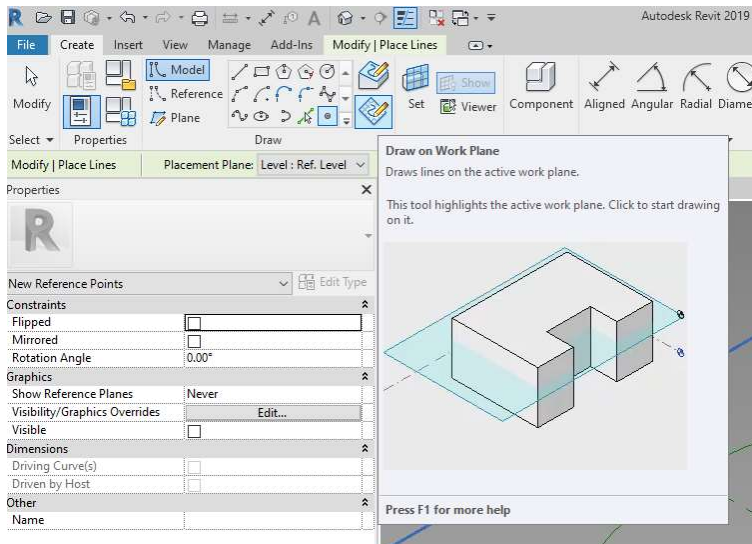 Autodesk Revit 2019
File Create Insert View Manage Add-Ins Modify | Place Lines
Modify
Model
Reference
Plane
Set
Show
Viewer
Component Aligned Angular Radial Diame
Select Properties Draw
Modify | Place Lines Placement Plane: Level : Ref. Level
Properties
R
New Reference Points Edit Type
Constraints
Flipped
Mirrored
Rotation Angle 0.00°
Graphics
Show Reference Planes Never
Visibility/Graphics Overrides Edit...
Visible
Dimensions
Driving Curve(s)
Driven by Host
Other
Name
Draw on Work Plane
Draws lines on the active work plane.
This tool highlights the active work plane. Click to start drawing
on it.
Press F1 for more help